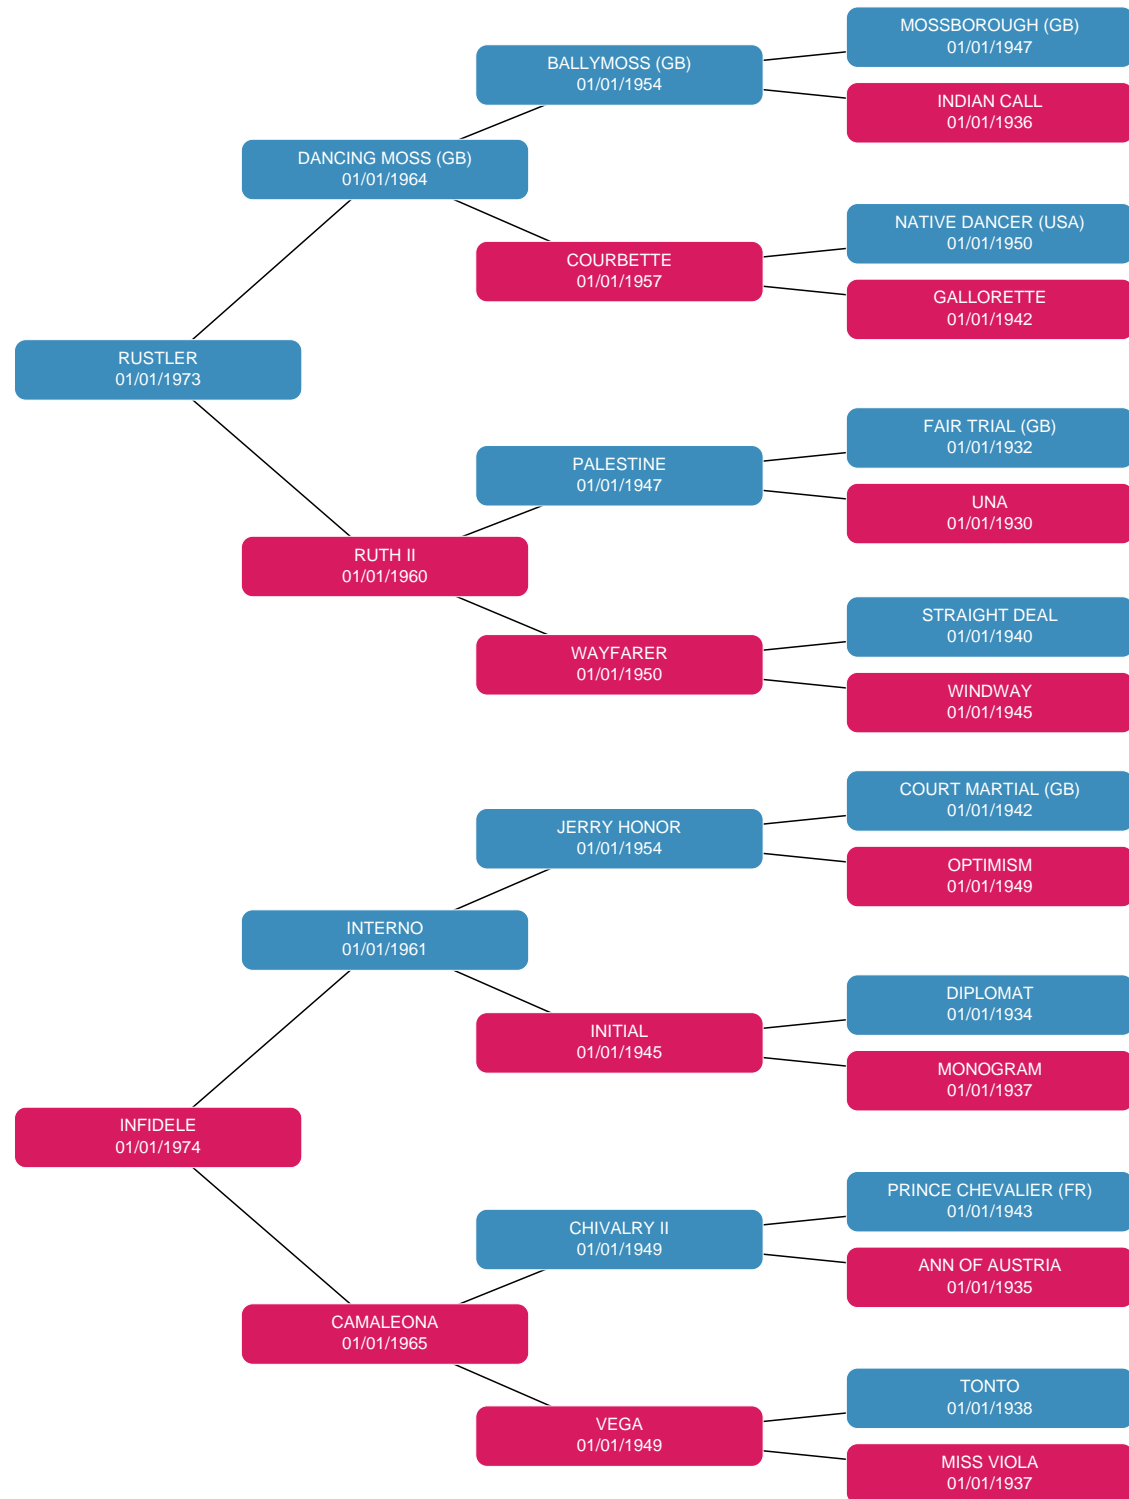 MOSSBOROUGH (GB)
01/01/1947
BALLYMOSS (GB)
01/01/1954
INDIAN CALL
01/01/1936
DANCING MOSS (GB)
01/01/1964
NATIVE DANCER (USA)
01/01/1950
COURBETTE
01/01/1957
GALLORETTE
01/01/1942
RUSTLER
01/01/1973
FAIR TRIAL (GB)
01/01/1932
PALESTINE
01/01/1947
UNA
01/01/1930
RUTH II
01/01/1960
STRAIGHT DEAL
01/01/1940
WAYFARER
01/01/1950
WINDWAY
01/01/1945
COURT MARTIAL (GB)
01/01/1942
JERRY HONOR
01/01/1954
OPTIMISM
01/01/1949
INTERNO
01/01/1961
DIPLOMAT
01/01/1934
INITIAL
01/01/1945
MONOGRAM
01/01/1937
INFIDELE
01/01/1974
PRINCE CHEVALIER (FR)
01/01/1943
CHIVALRY II
01/01/1949
ANN OF AUSTRIA
01/01/1935
CAMALEONA
01/01/1965
TONTO
01/01/1938
VEGA
01/01/1949
MISS VIOLA
01/01/1937